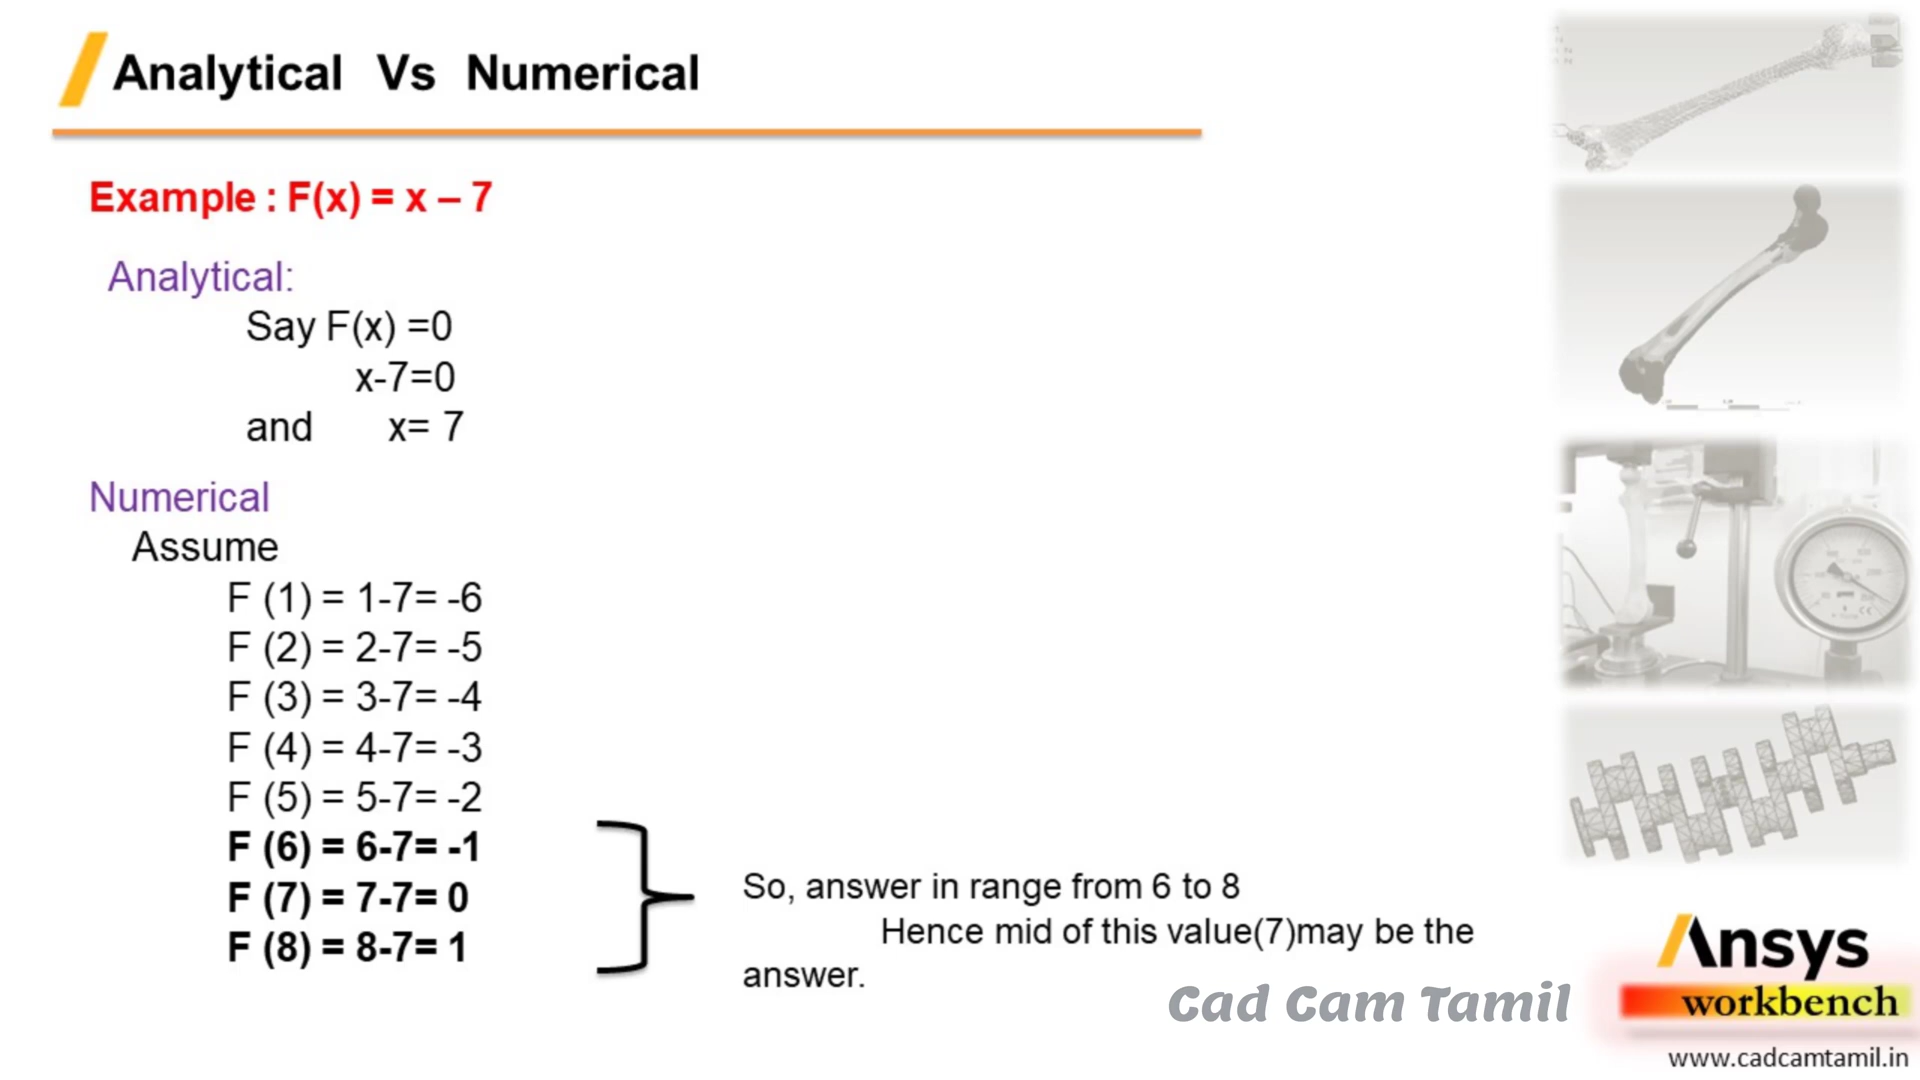 Analytical Vs Numerical
Example : F(x) = x – 7
Analytical:
Say F(x) =0
x-7=0
and x= 7
Numerical
Assume
F (1) = 1-7= -6
F (2) = 2-7= -5
F (3) = 3-7= -4
F (4) = 4-7= -3
F (5) = 5-7= -2
F (6) = 6-7= -1
F (7) = 7-7= 0
F (8) = 8-7= 1
So, answer in range from 6 to 8
Hence mid of this value(7)may be the
answer.
Cad Cam Tamil
Ansys
workbench
www.cadcamtamil.in